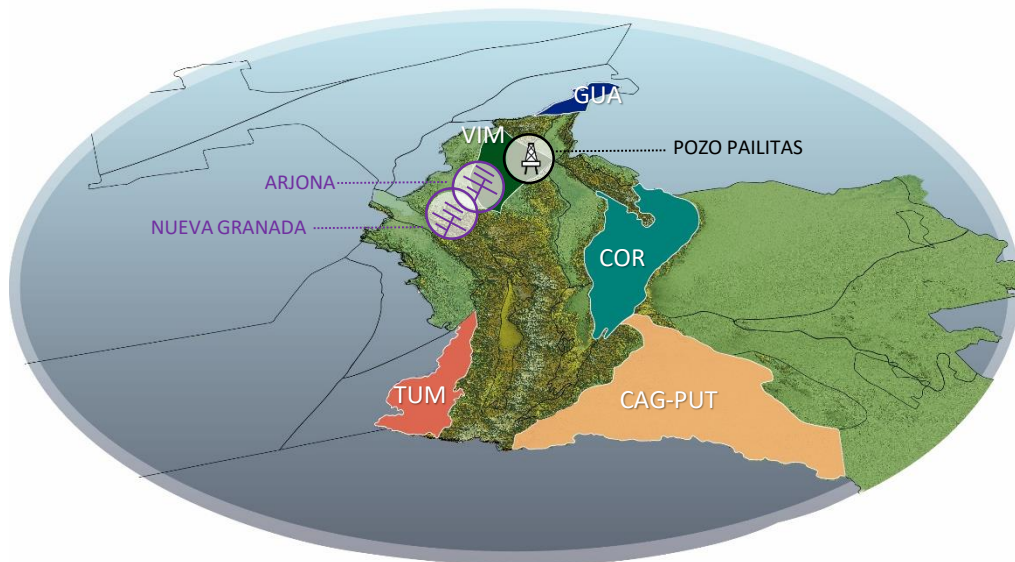 GUA
VIM
POZO PAILITAS
ARJONA
NUEVA GRANADA
COR
TUM
CAG-PUT